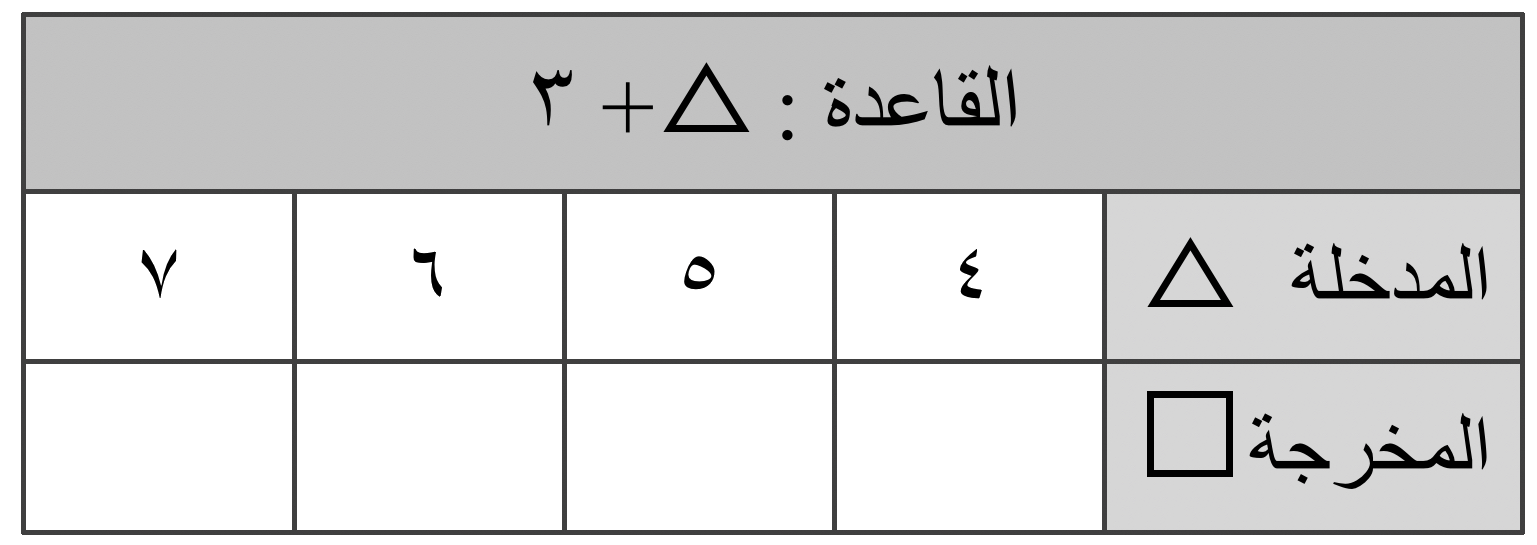 القاعدة : △ + ٣
المدخلة △ ٤ ٥ ٦ ٧
المخرجة □